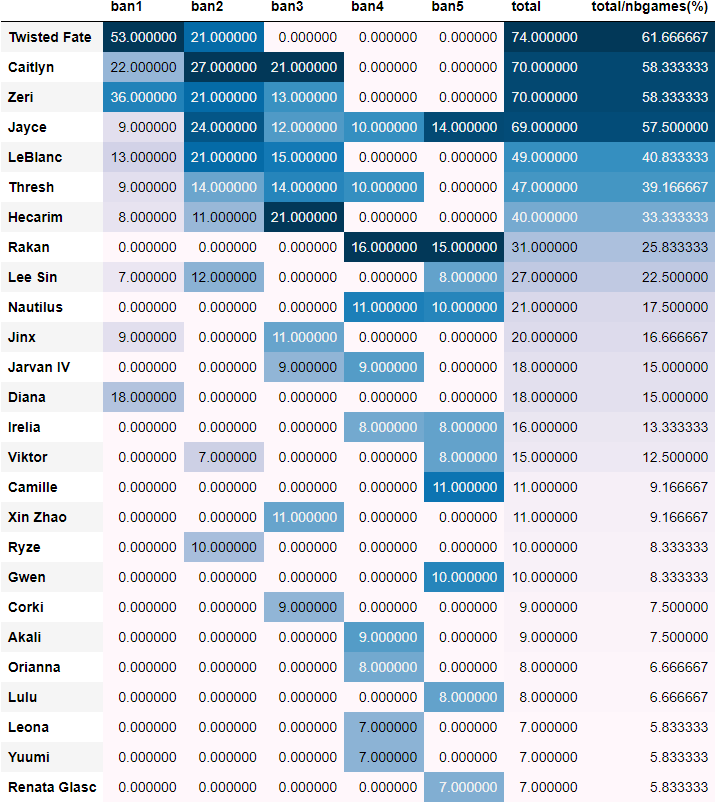 ban1 ban2 ban3 ban4 ban5 total total/nbgames(%)
Twisted Fate 53.000000 21.000000 0.000000 0.000000 0.000000 74.000000 61.666667
Caitlyn 22.000000 27.000000 21.000000 0.000000 0.000000 70.000000 58.333333
Zeri 36.000000 21.000000 13.000000 0.000000 0.000000 70.000000 58.333333
Jayce 9.000000 24.000000 12.000000 10.000000 14.000000 69.000000 57.500000
LeBlanc 13.000000 21.000000 15.000000 0.000000 0.000000 49.000000 40.833333
Thresh 9.000000 14.000000 14.000000 10.000000 0.000000 47.000000 39.166667
Hecarim 8.000000 11.000000 21.000000 0.000000 0.000000 40.000000 33.333333
Rakan 0.000000 0.000000 0.000000 16.000000 15.000000 31.000000 25.833333
Lee Sin 7.000000 12.000000 0.000000 0.000000 8.000000 27.000000 22.500000
Nautilus 0.000000 0.000000 0.000000 11.000000 10.000000 21.000000 17.500000
Jinx 9.000000 0.000000 11.000000 0.000000 0.000000 20.000000 16.666667
Jarvan IV 0.000000 0.000000 9.000000 9.000000 0.000000 18.000000 15.000000
Diana 18.000000 0.000000 0.000000 0.000000 0.000000 18.000000 15.000000
Irelia 0.000000 0.000000 0.000000 8.000000 8.000000 16.000000 13.333333
Viktor 0.000000 7.000000 0.000000 0.000000 8.000000 15.000000 12.500000
Camille 0.000000 0.000000 0.000000 0.000000 11.000000 11.000000 9.166667
Xin Zhao 0.000000 0.000000 11.000000 0.000000 0.000000 11.000000 9.166667
Ryze 0.000000 10.000000 0.000000 0.000000 0.000000 10.000000 8.333333
Gwen 0.000000 0.000000 0.000000 0.000000 10.000000 10.000000 8.333333
Corki 0.000000 0.000000 9.000000 0.000000 0.000000 9.000000 7.500000
Akali 0.000000 0.000000 0.000000 9.000000 0.000000 9.000000 7.500000
Orianna 0.000000 0.000000 0.000000 8.000000 0.000000 8.000000 6.666667
Lulu 0.000000 0.000000 0.000000 0.000000 8.000000 8.000000 6.666667
Leona 0.000000 0.000000 0.000000 7.000000 0.000000 7.000000 5.833333
Yuumi 0.000000 0.000000 0.000000 7.000000 0.000000 7.000000 5.833333
Renata Glasc 0.000000 0.000000 0.000000 0.000000 7.000000 7.000000 5.833333